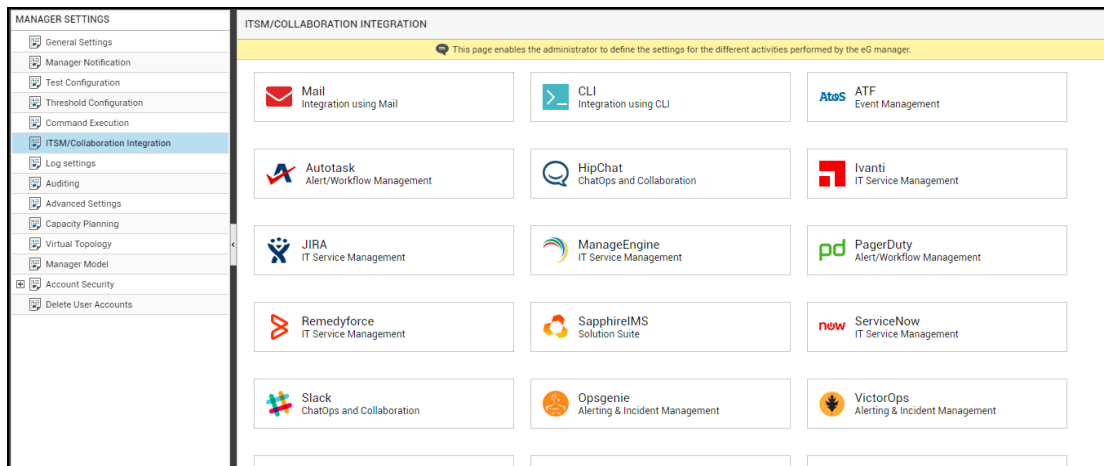 MANAGER SETTINGS
General Settings
Manager Notification
Test Configuration
Threshold Configuration
Command Execution
ITSM/Collaboration Integration
Log settings
Auditing
Advanced Settings
Capacity Planning
Virtual Topology
Manager Model
Account Security
Delete User Accounts
ITSM/COLLABORATION INTEGRATION
This page enables the administrator to define the settings for the different activities performed by the eG manager.
Mail
Integration using Mail
CLI
Integration using CLI
Atos
ATF
Event Management
Autotask
Alert/Workflow Management
HipChat
ChatOps and Collaboration
Ivanti
IT Service Management
JIRA
IT Service Management
ManageEngine
IT Service Management
pd
PagerDuty
Alert/Workflow Management
Remedyforce
IT Service Management
SapphireIMS
Solution Suite
now
ServiceNow
IT Service Management
Slack
ChatOps and Collaboration
Opsgenie
Alerting & Incident Management
VictorOps
Alerting & Incident Management